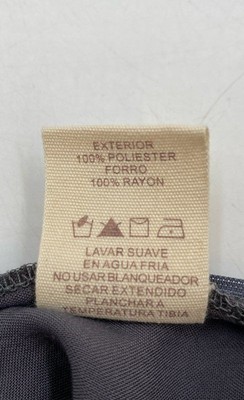 EXTERIOR
100% POLIESTER
FORRO
100% RAYON
LAVAR SUAVE
EN AGUA FRIA
NO USAR BLANQUEADOR
SECAR EXTENDIDO
PLANCHAR A
TEMPERATURA TIBIA